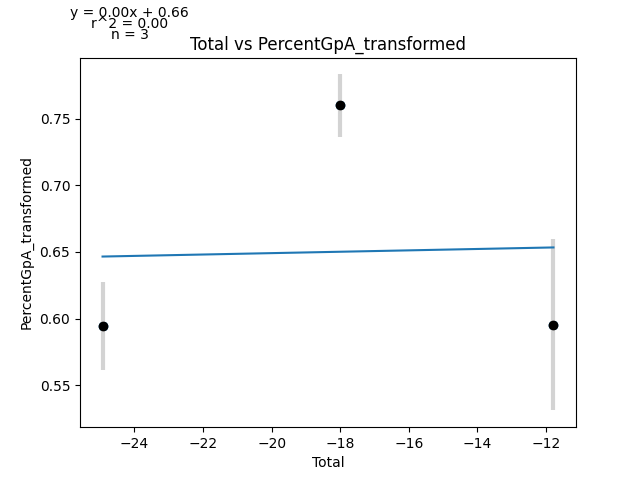 y = 0.00x + 0.66
r^2 = 0.00
n = 3
Total vs PercentGpA_transformed
PercentGpA_transformed
0.75
0.70
0.65
0.60
0.55
−24
−22
−20
−18
−16
−14
−12
Total